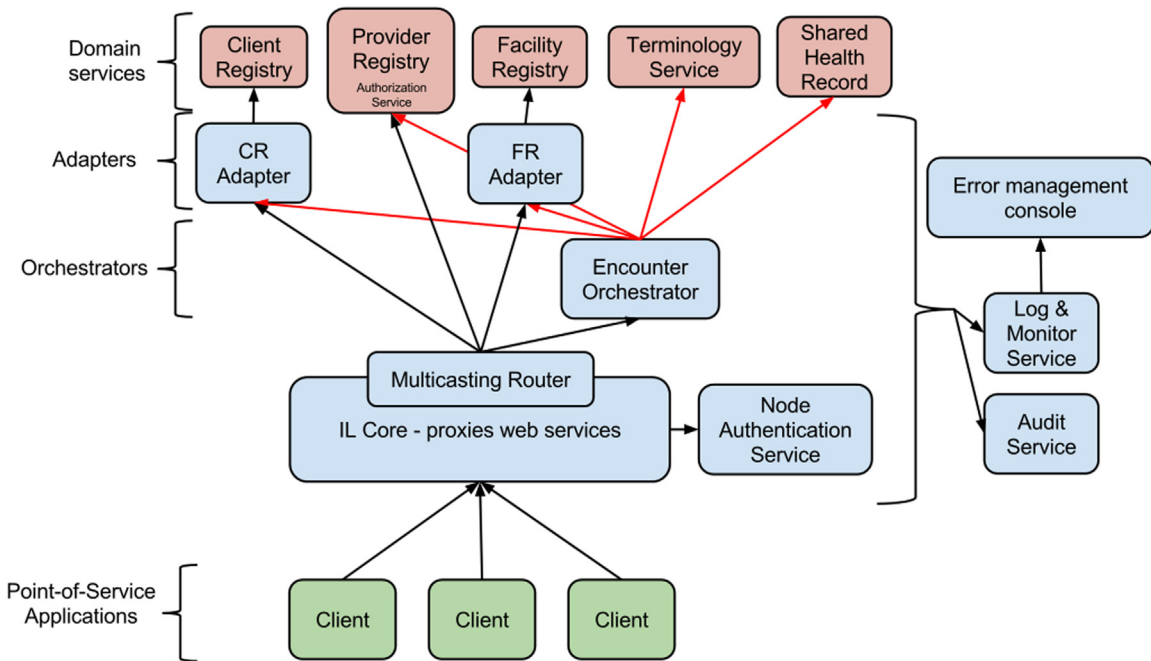 Domain
services
Client
Registry
Provider
Registry
Authorization
Service
Facility
Registry
Terminology
Service
Shared
Health
Record
Adapters
CR
Adapter
FR
Adapter
Error management
console
Orchestrators
Encounter
Orchestrator
Log &
Monitor
Service
Multicasting Router
IL Core - proxies web services
Node
Authentication
Service
Audit
Service
Point-of-Service
Applications
Client
Client
Client